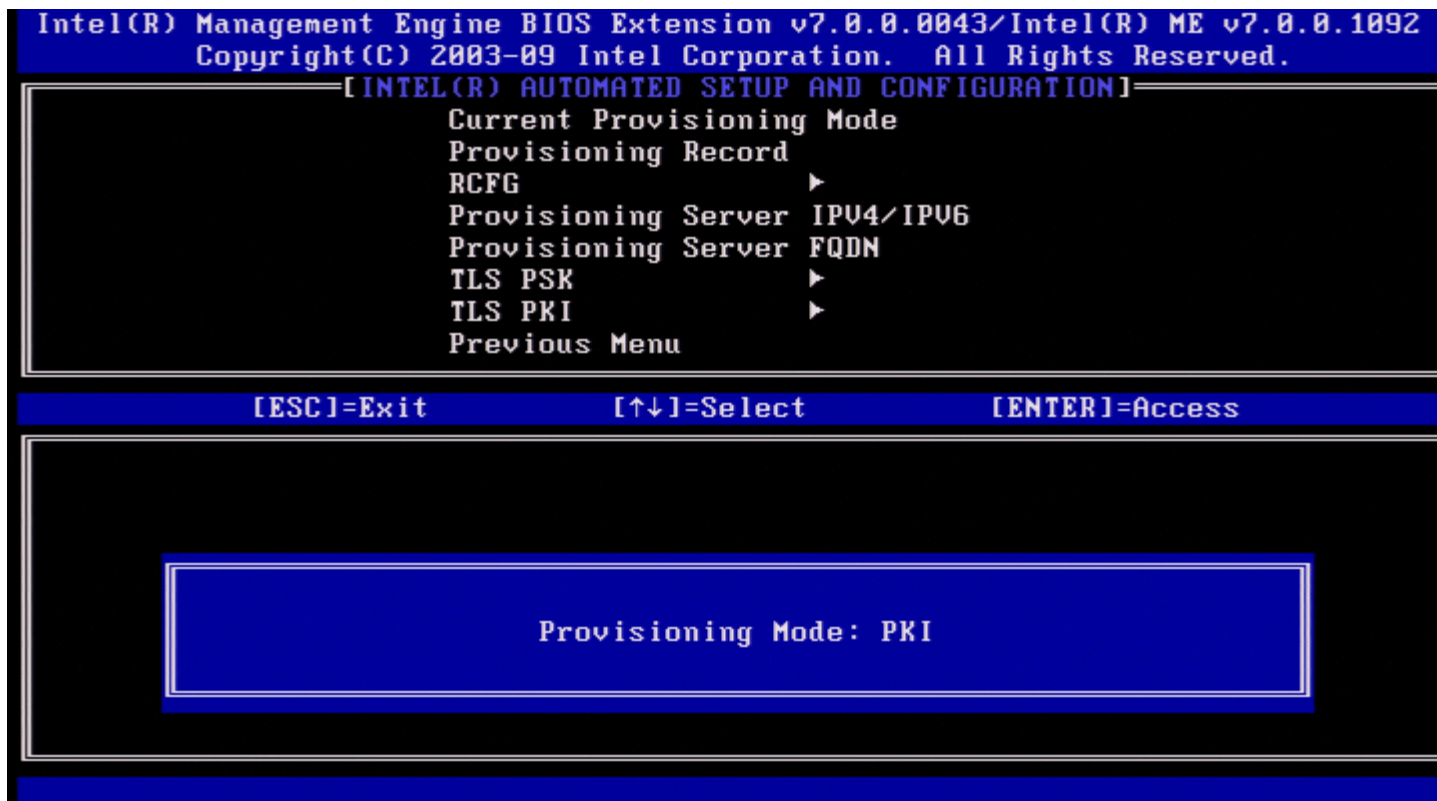 Intel(R) Management Engine BIOS Extension v7.0.0.0043/Intel(R) ME v7.0.0.1092
Copyright(C) 2003-09 Intel Corporation. All Rights Reserved.
[INTEL(R) AUTOMATED SETUP AND CONFIGURATION]
Current Provisioning Mode
Provisioning Record
RCFG ►
Provisioning Server IPV4/IPV6
Provisioning Server FQDN
TLS PSK ►
TLS PKI ►
Previous Menu
[ESC]=Exit [↑↓]=Select [ENTER]=Access
Provisioning Mode: PKI